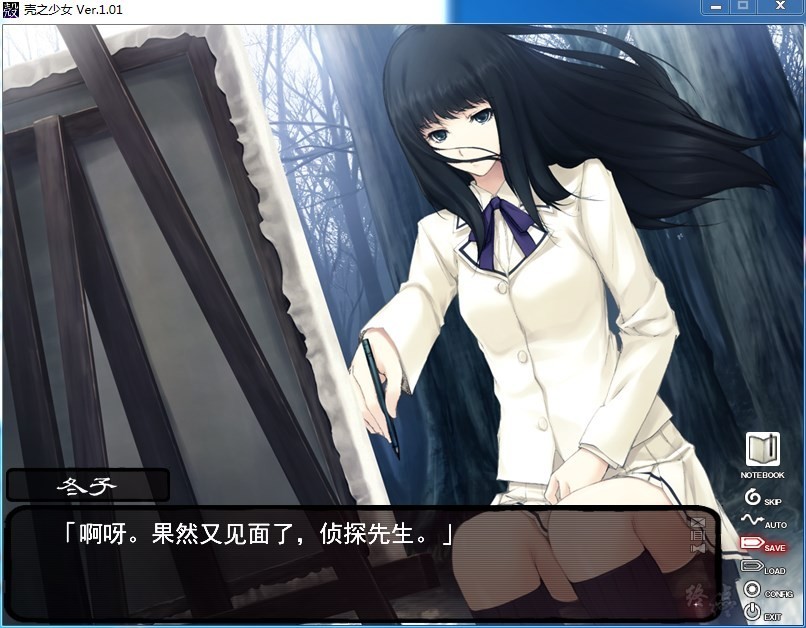 殻 壳之少女 Ver.1.01
冬子
「啊呀。果然又见面了，侦探先生。」
NOTEBOOK
SKIP
AUTO
SAVE
LOAD
CONFIG
EXIT